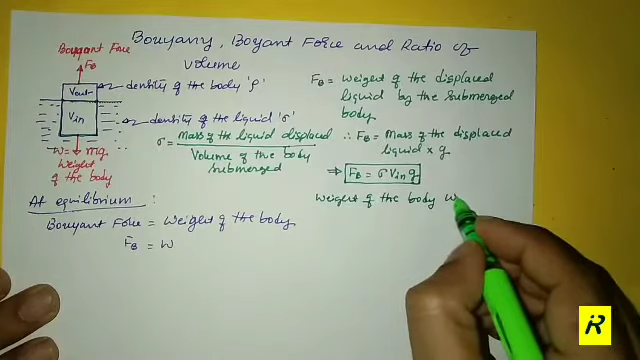 Bouyancy, Boyant Force and Ratio of
volume
Bouyant Force
FB
Vout
density of the body 'ρ'
Vin
density of the liquid 'σ'
W = mg
Weight
of the body
σ = Mass of the liquid displaced
Volume of the body
submerged
At equilibrium :
Bouyant Force = Weight of the body
FB = W
FB = weight of the displaced
liquid by the submerged
body
∴ FB = Mass of the displaced
liquid × g
⇒ FB = σ Vin g
Weight of the body W
iR